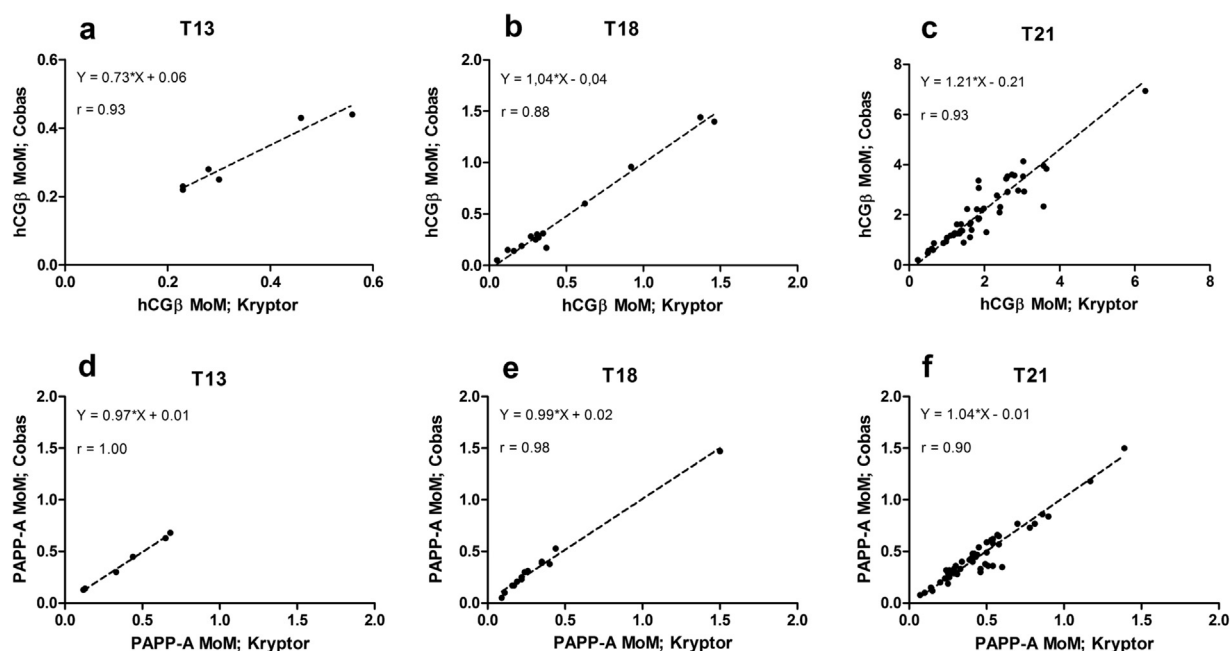 a
T13
Y = 0.73*X + 0.06
r = 0.93
hCGβ MoM; Cobas
0.6
0.4
0.2
0.0
0.0
0.2
0.4
0.6
hCGβ MoM; Kryptor
b
T18
Y = 1,04*X - 0,04
r = 0.88
hCGβ MoM; Cobas
2.0
1.5
1.0
0.5
0.0
0.0
0.5
1.0
1.5
2.0
hCGβ MoM; Kryptor
c
T21
Y = 1.21*X - 0.21
r = 0.93
hCGβ MoM; Cobas
8
6
4
2
0
0
2
4
6
8
hCGβ MoM; Kryptor
d
T13
Y = 0.97*X + 0.01
r = 1.00
PAPP-A MoM; Cobas
2.0
1.5
1.0
0.5
0.0
0.0
0.5
1.0
1.5
2.0
PAPP-A MoM; Kryptor
e
T18
Y = 0.99*X + 0.02
r = 0.98
PAPP-A MoM; Cobas
2.0
1.5
1.0
0.5
0.0
0.0
0.5
1.0
1.5
2.0
PAPP-A MoM; Kryptor
f
T21
Y = 1.04*X - 0.01
r = 0.90
PAPP-A MoM; Cobas
2.0
1.5
1.0
0.5
0.0
0.0
0.5
1.0
1.5
2.0
PAPP-A MoM; Kryptor